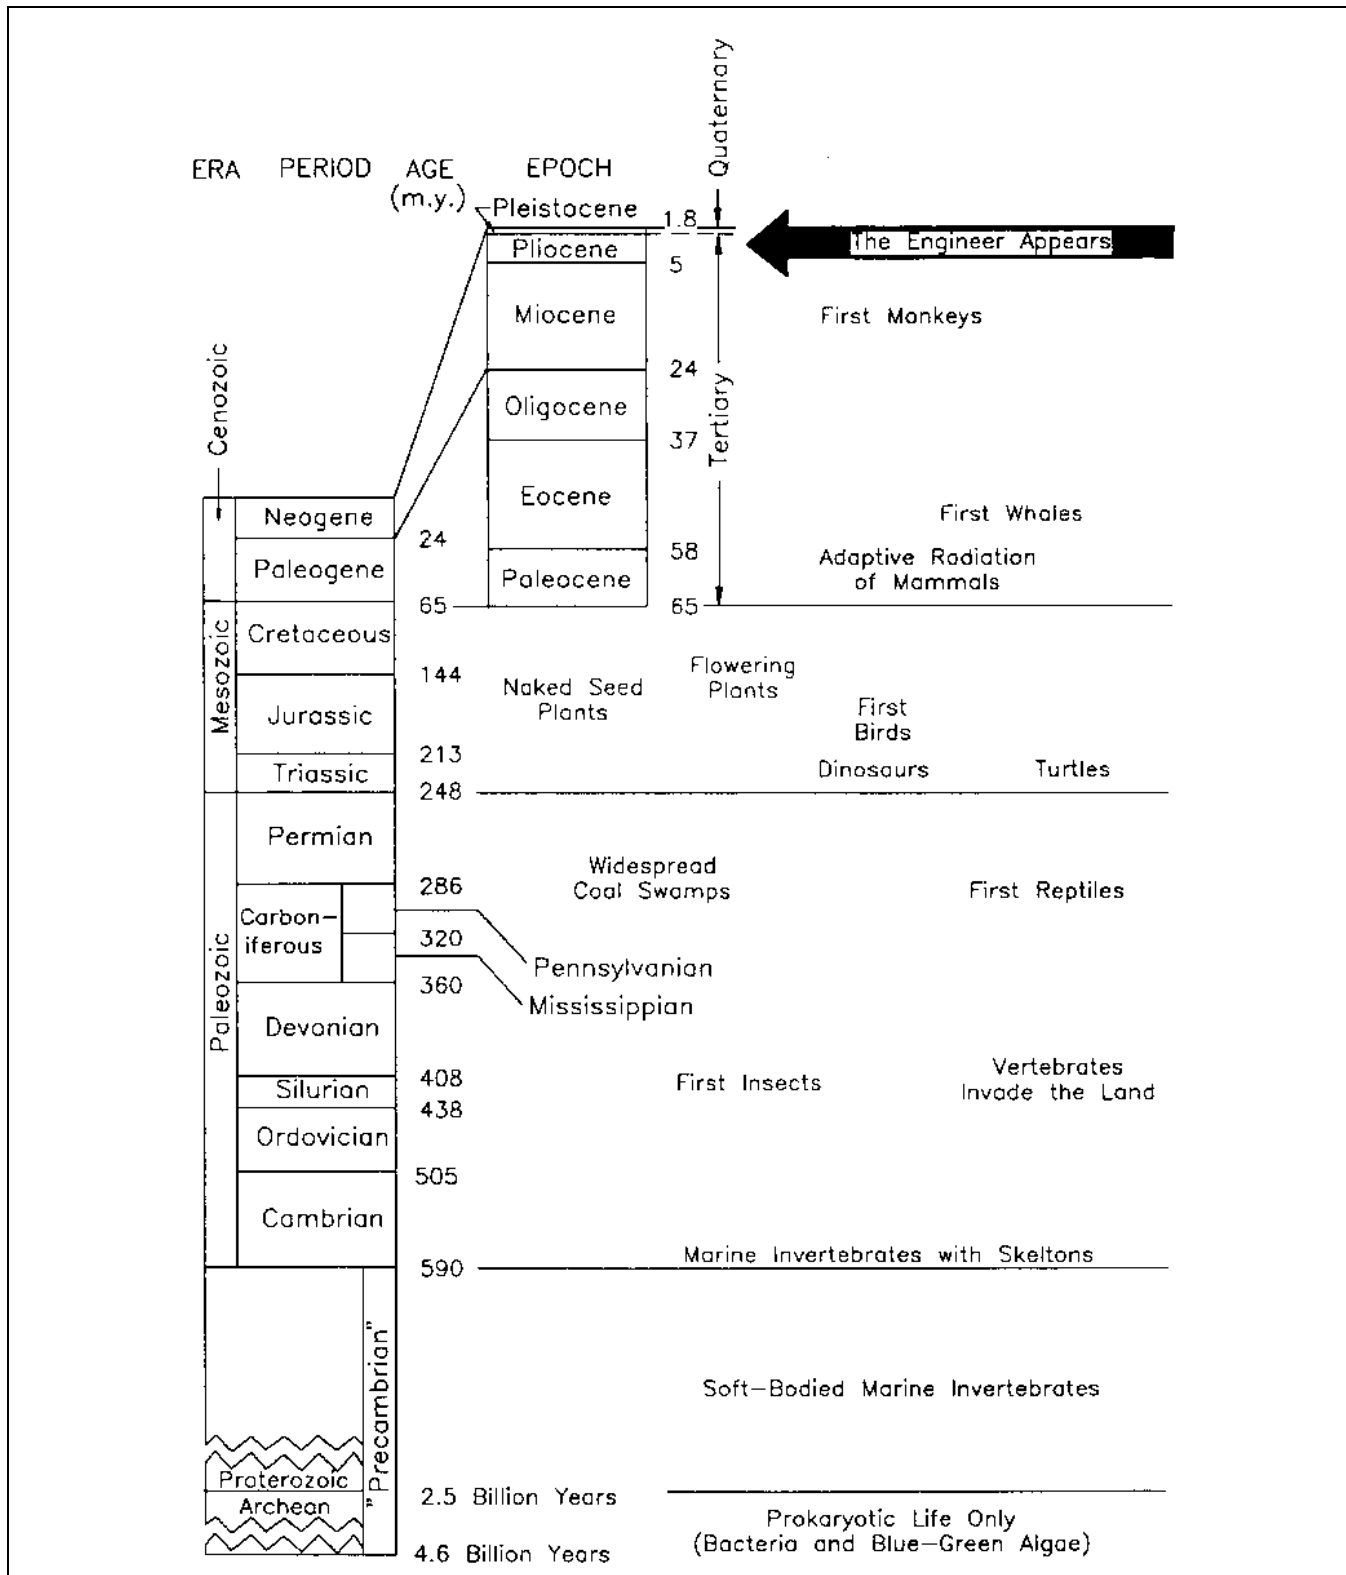 Quaternary
ERA PERIOD AGE EPOCH
(m.y.)
Pleistocene
1.8
The Engineer Appears
Pliocene
5
Miocene
First Monkeys
24
Cenozoic
Oligocene
Tertiary
37
Eocene
Neogene
First Whales
24
58
Paleogene
Paleocene
Adaptive Radiation
of Mammals
65
65
Mesozoic
Cretaceous
144
Naked Seed
Plants
Flowering
Plants
Jurassic
First
Birds
213
Triassic
Dinosaurs
Turtles
248
Paleozoic
Permian
Widespread
Coal Swamps
286
First Reptiles
Carbon-
iferous
320
Pennsylvanian
360
Mississippian
Devonian
408
Silurian
First Insects
Vertebrates
Invade the Land
438
Ordovician
505
Cambrian
Marine Invertebrates with Skeltons
590
"Precambrian"
Soft-Bodied Marine Invertebrates
Proterozoic
2.5 Billion Years
Archean
Prokaryotic Life Only
(Bacteria and Blue-Green Algae)
4.6 Billion Years